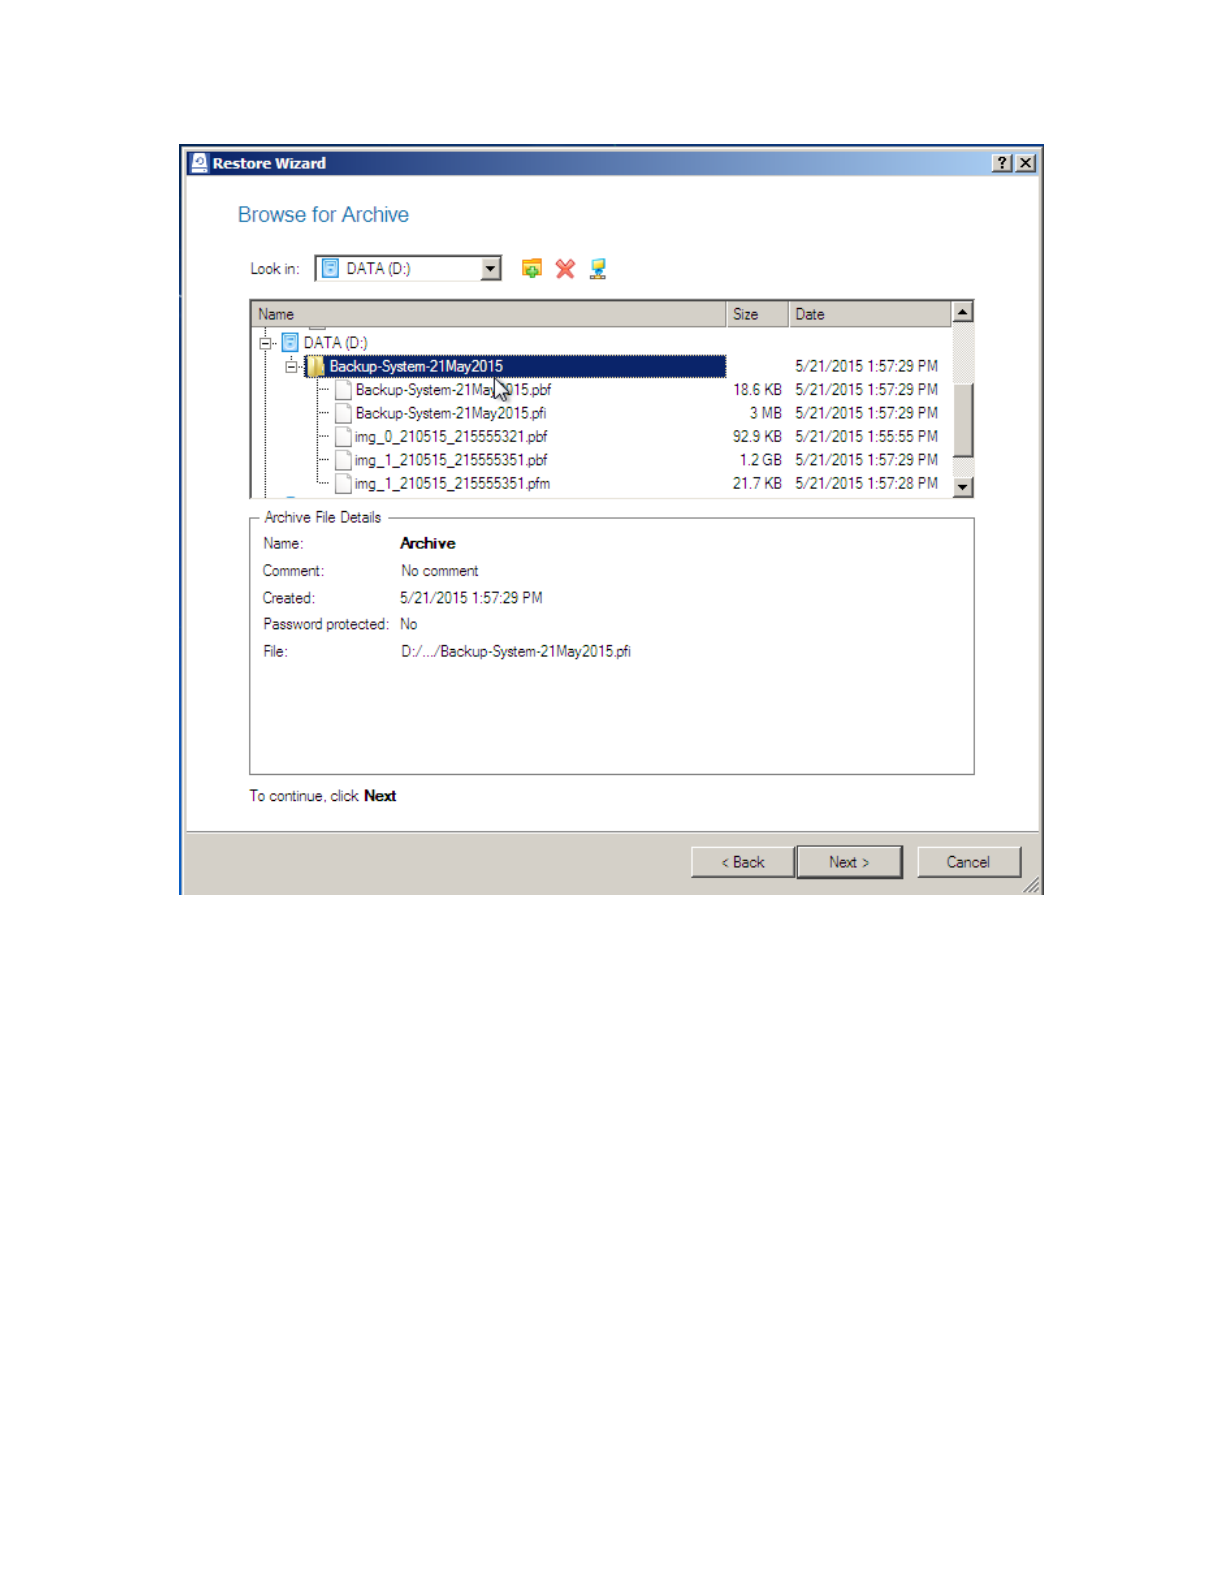 Restore Wizard
Browse for Archive
Look in: DATA (D:)
Name Size Date
DATA (D:)
Backup-System-21May2015 5/21/2015 1:57:29 PM
Backup-System-21May2015.pbf 18.6 KB 5/21/2015 1:57:29 PM
Backup-System-21May2015.pfi 3 MB 5/21/2015 1:57:29 PM
img_0_210515_215555321.pbf 92.9 KB 5/21/2015 1:55:55 PM
img_1_210515_215555351.pbf 1.2 GB 5/21/2015 1:57:29 PM
img_1_210515_215555351.pfm 21.7 KB 5/21/2015 1:57:28 PM
Archive File Details
Name: Archive
Comment: No comment
Created: 5/21/2015 1:57:29 PM
Password protected: No
File: D:/.../Backup-System-21May2015.pfi
To continue, click Next
< Back Next > Cancel